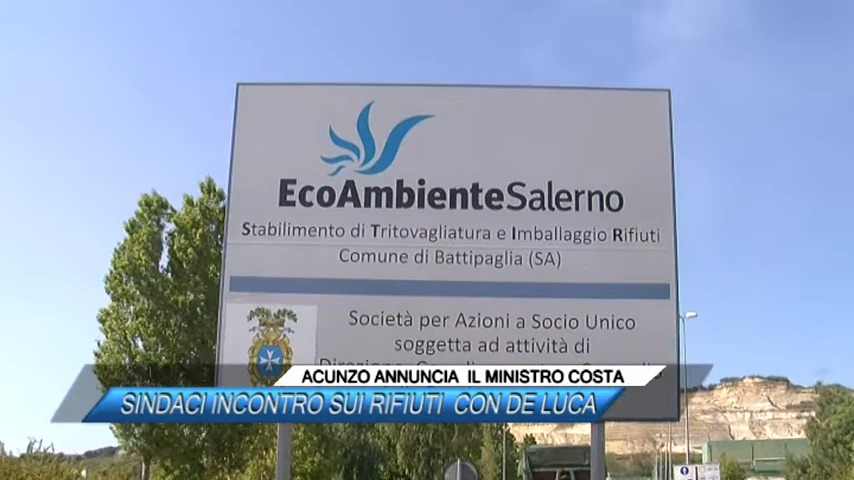 EcoAmbienteSalerno
Stabilimento di Tritovagliatura e Imballaggio Rifiuti
Comune di Battipaglia (SA)
Società per Azioni a Socio Unico
soggetta ad attività di
ACUNZO ANNUNCIA IL MINISTRO COSTA
SINDACI INCONTRO SUI RIFIUTI CON DE LUCA